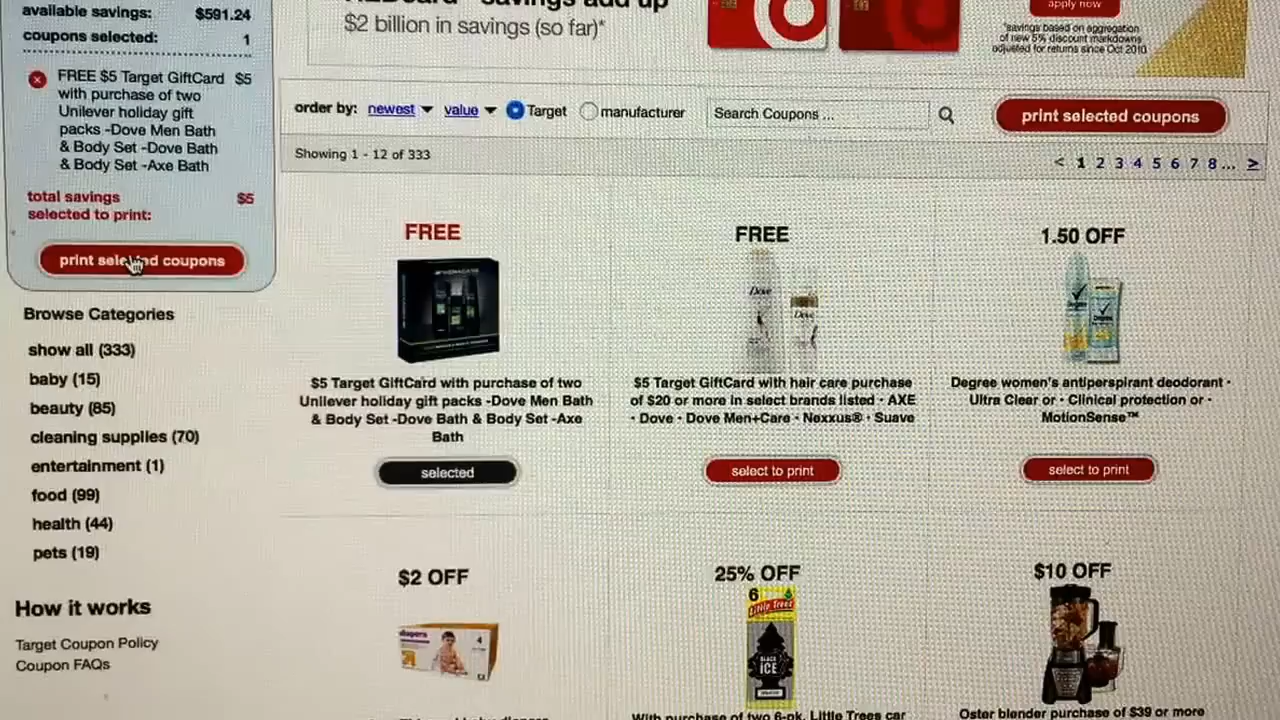 available savings: $591.24
coupons selected: 1
FREE $5 Target GiftCard $5
with purchase of two
Unilever holiday gift
packs -Dove Men Bath
& Body Set -Dove Bath
& Body Set -Axe Bath
total savings $5
selected to print:
print selected coupons
Browse Categories
show all (333)
baby (15)
beauty (85)
cleaning supplies (70)
entertainment (1)
food (99)
health (44)
pets (19)
How it works
Target Coupon Policy
Coupon FAQs
savings add up
$2 billion in savings (so far)*
apply now
*savings based on aggregation
of new 5% discount markdowns
adjusted for returns since Oct 2010
order by: newest value Target manufacturer
Search Coupons ...
print selected coupons
Showing 1 - 12 of 333
< 1 2 3 4 5 6 7 8 ... >
FREE
$5 Target GiftCard with purchase of two
Unilever holiday gift packs -Dove Men Bath
& Body Set -Dove Bath & Body Set -Axe
Bath
selected
FREE
Dove
Dove
$5 Target GiftCard with hair care purchase
of $20 or more in select brands listed · AXE
· Dove · Dove Men+Care · Nexxus® · Suave
select to print
1.50 OFF
Degree women's antiperspirant deodorant ·
Ultra Clear or · Clinical protection or ·
MotionSense™
select to print
$2 OFF
diapers
4
25% OFF
6
Little Trees
BLACK
ICE
With purchase of two 6-pk. Little Trees car
$10 OFF
Oster blender purchase of $39 or more